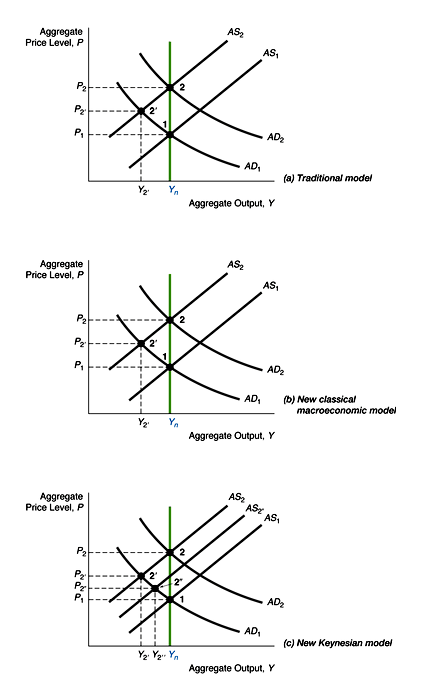 Aggregate
Price Level, P
AS2
AS1
P2
2
P2'
2'
1
P1
AD2
AD1
Y2'
Yn
(a) Traditional model
Aggregate Output, Y
Aggregate
Price Level, P
AS2
AS1
P2
2
P2'
2'
1
P1
AD2
AD1
(b) New classical
macroeconomic model
Y2'
Yn
Aggregate Output, Y
Aggregate
Price Level, P
AS2
AS2"
AS1
P2
2
P2'
2'
2"
P2"
P1
1
AD2
AD1
(c) New Keynesian model
Y2'
Y2''
Yn
Aggregate Output, Y